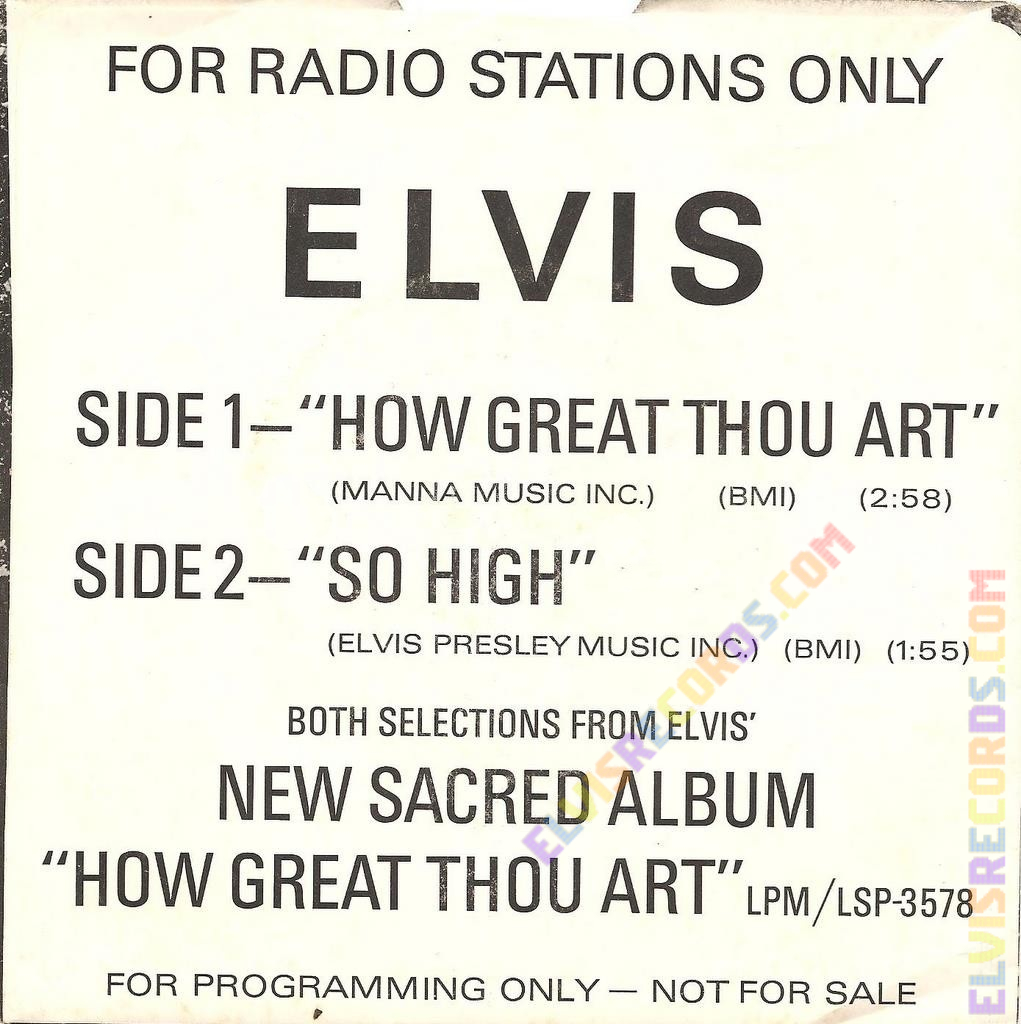 FOR RADIO STATIONS ONLY
ELVIS
SIDE 1—"HOW GREAT THOU ART"
(MANNA MUSIC INC.) (BMI) (2:58)
SIDE 2—"SO HIGH"
(ELVIS PRESLEY MUSIC INC.) (BMI) (1:55)
BOTH SELECTIONS FROM ELVIS'
NEW SACRED ALBUM
"HOW GREAT THOU ART" LPM/LSP-3578
FOR PROGRAMMING ONLY — NOT FOR SALE
ELVISRECORDS.COM
ELVISRECORDS.COM